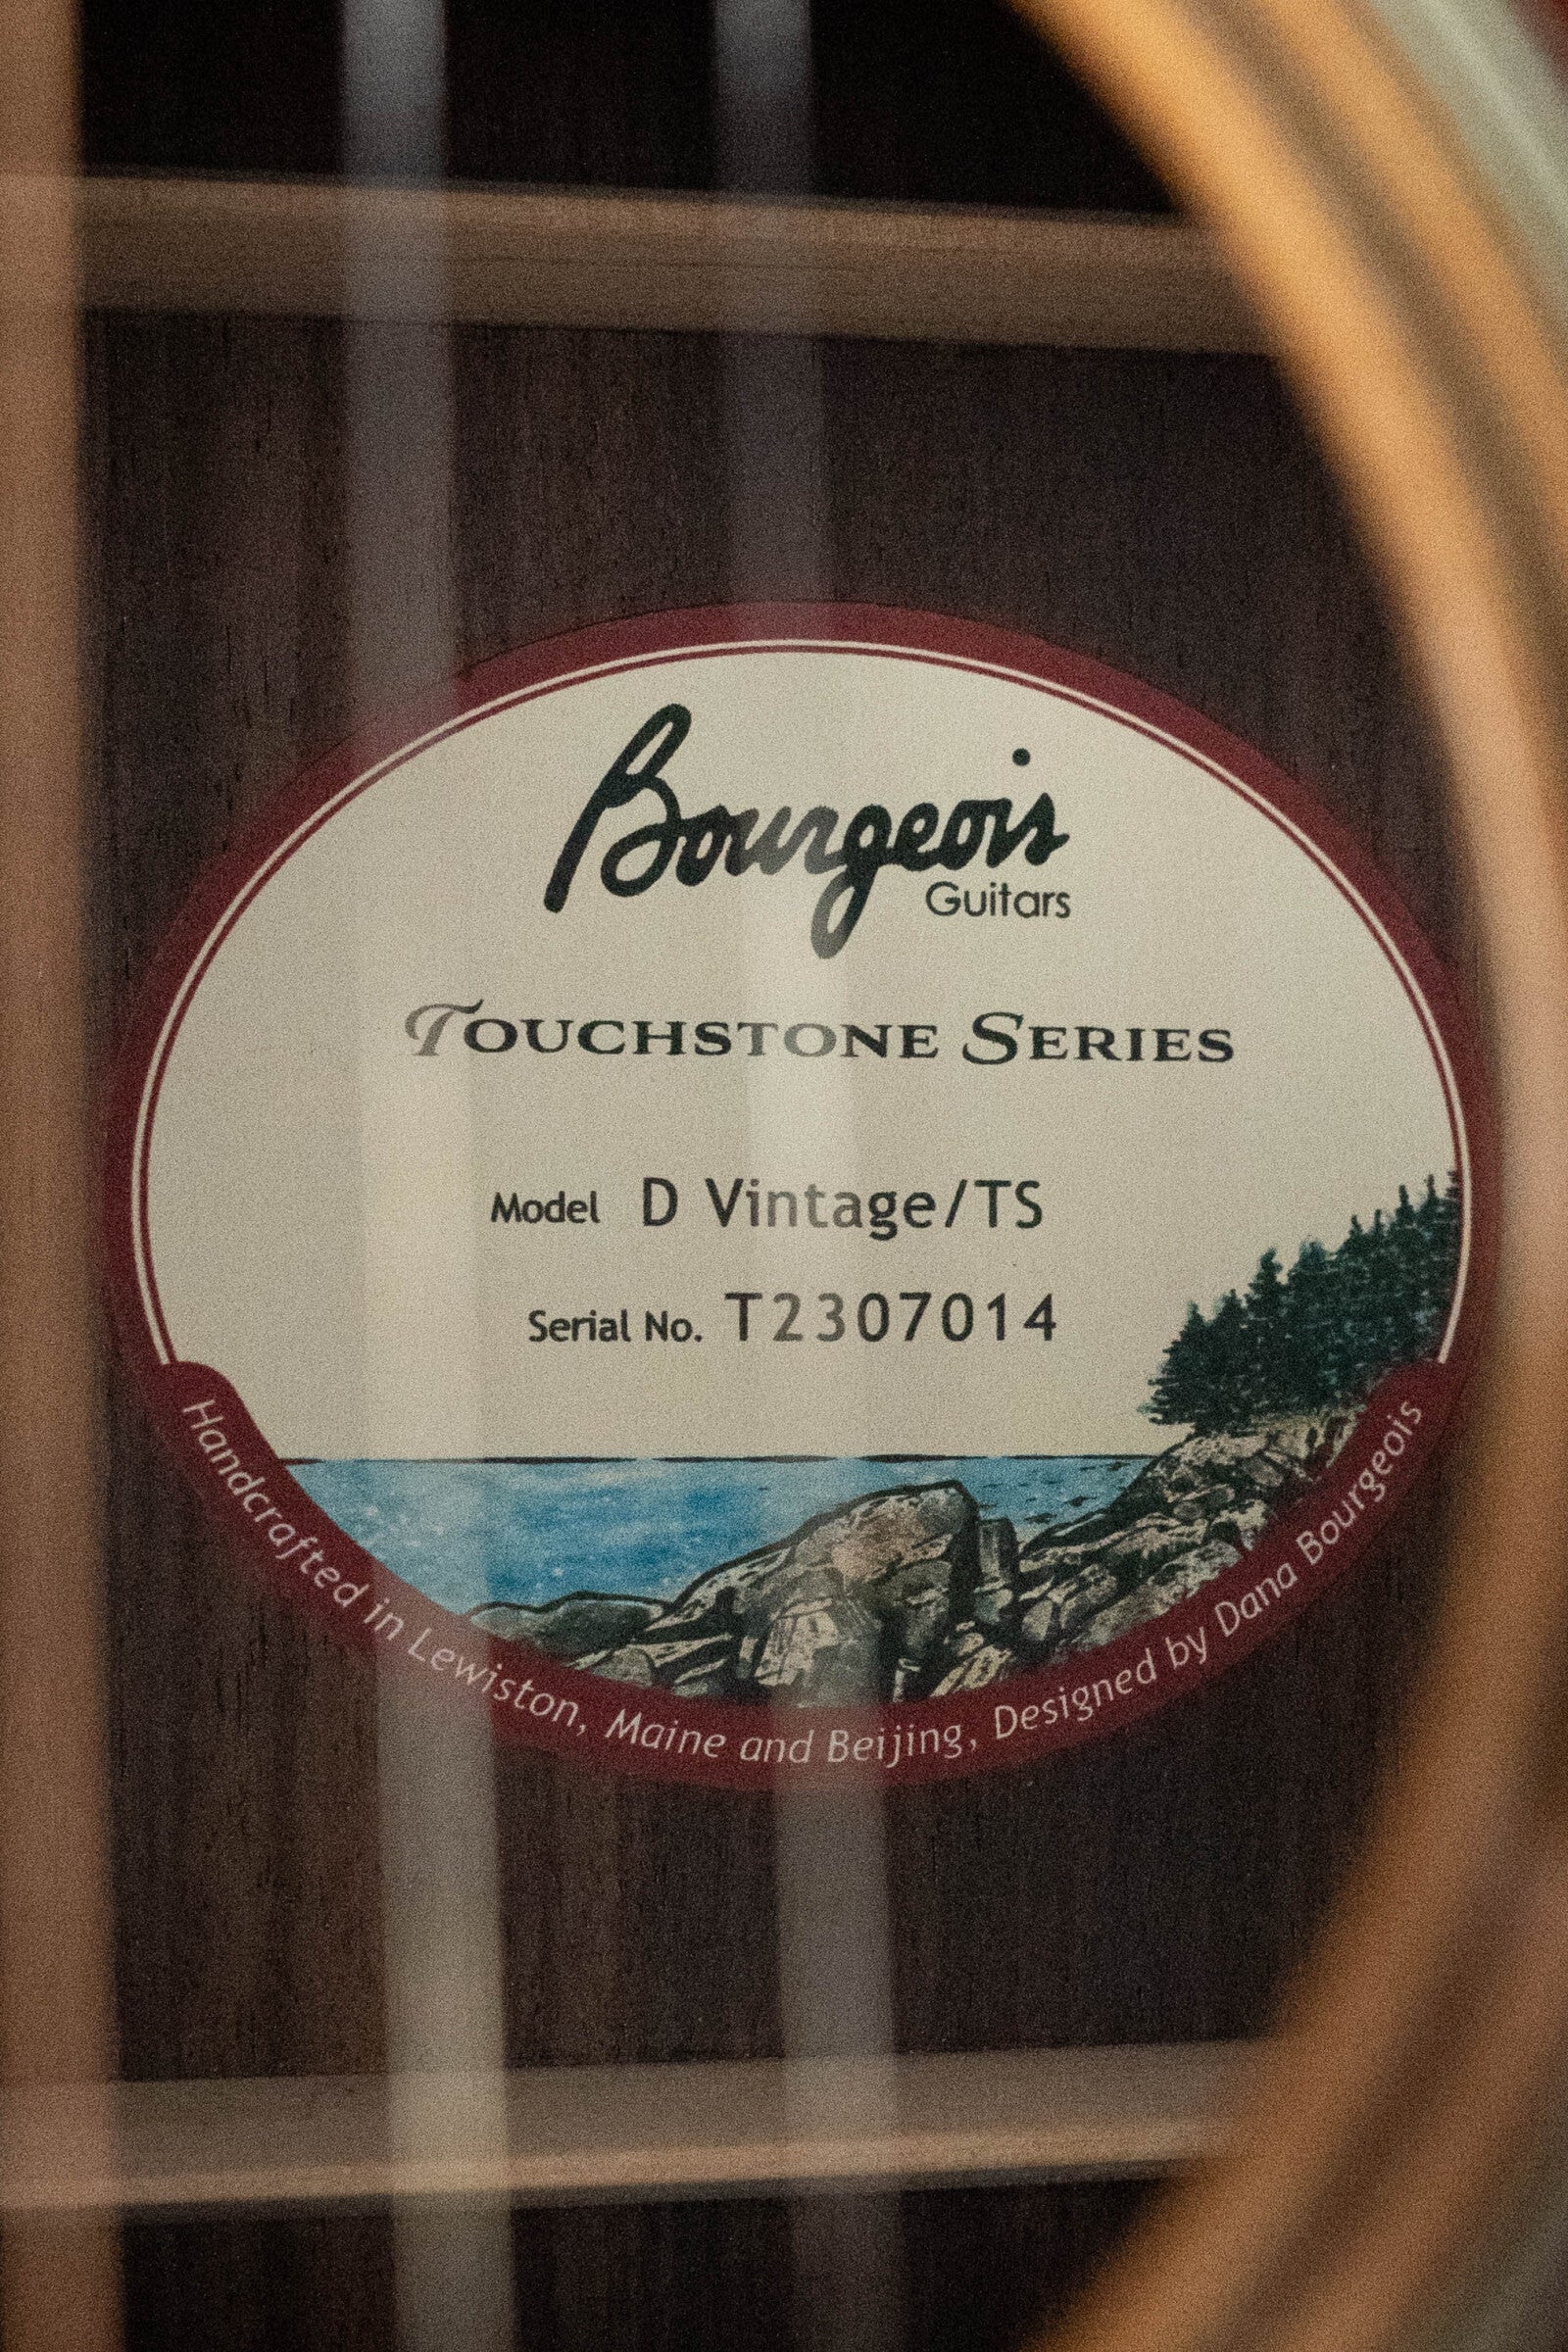 Bourgeois
Guitars
Touchstone Series
Model D Vintage/TS
Serial No. T2307014
Handcrafted in Lewiston, Maine and Beijing, Designed by Dana Bourgeois